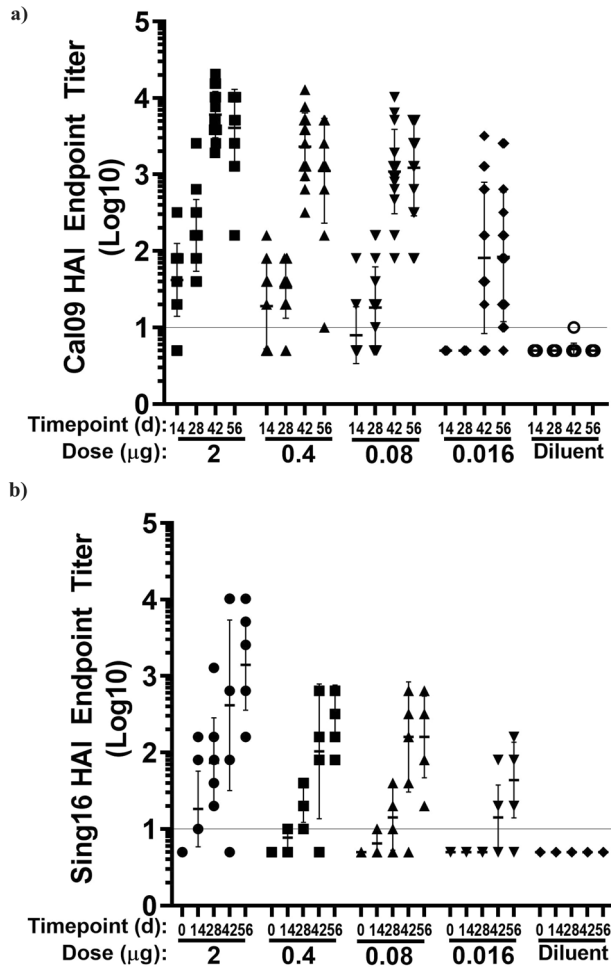 a)
Cal09 HAI Endpoint Titer
(Log10)
5
4
3
2
1
0
Timepoint (d): 14 28 42 56 14 28 42 56 14 28 42 56 14 28 42 56 14 28 42 56
Dose (μg): 2 0.4 0.08 0.016 Diluent
b)
Sing16 HAI Endpoint Titer
(Log10)
5
4
3
2
1
0
Timepoint (d): 0 14284256 0 14284256 0 14284256 0 14284256 0 14284256
Dose (μg): 2 0.4 0.08 0.016 Diluent